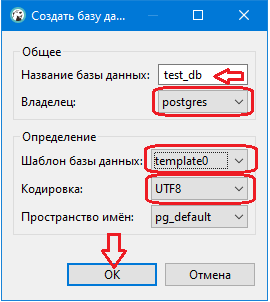 Создать базу да...
Общее
Название базы данных: test_db
Владелец: postgres
Определение
Шаблон базы данных: template0
Кодировка: UTF8
Пространство имён: pg_default
OK
Отмена